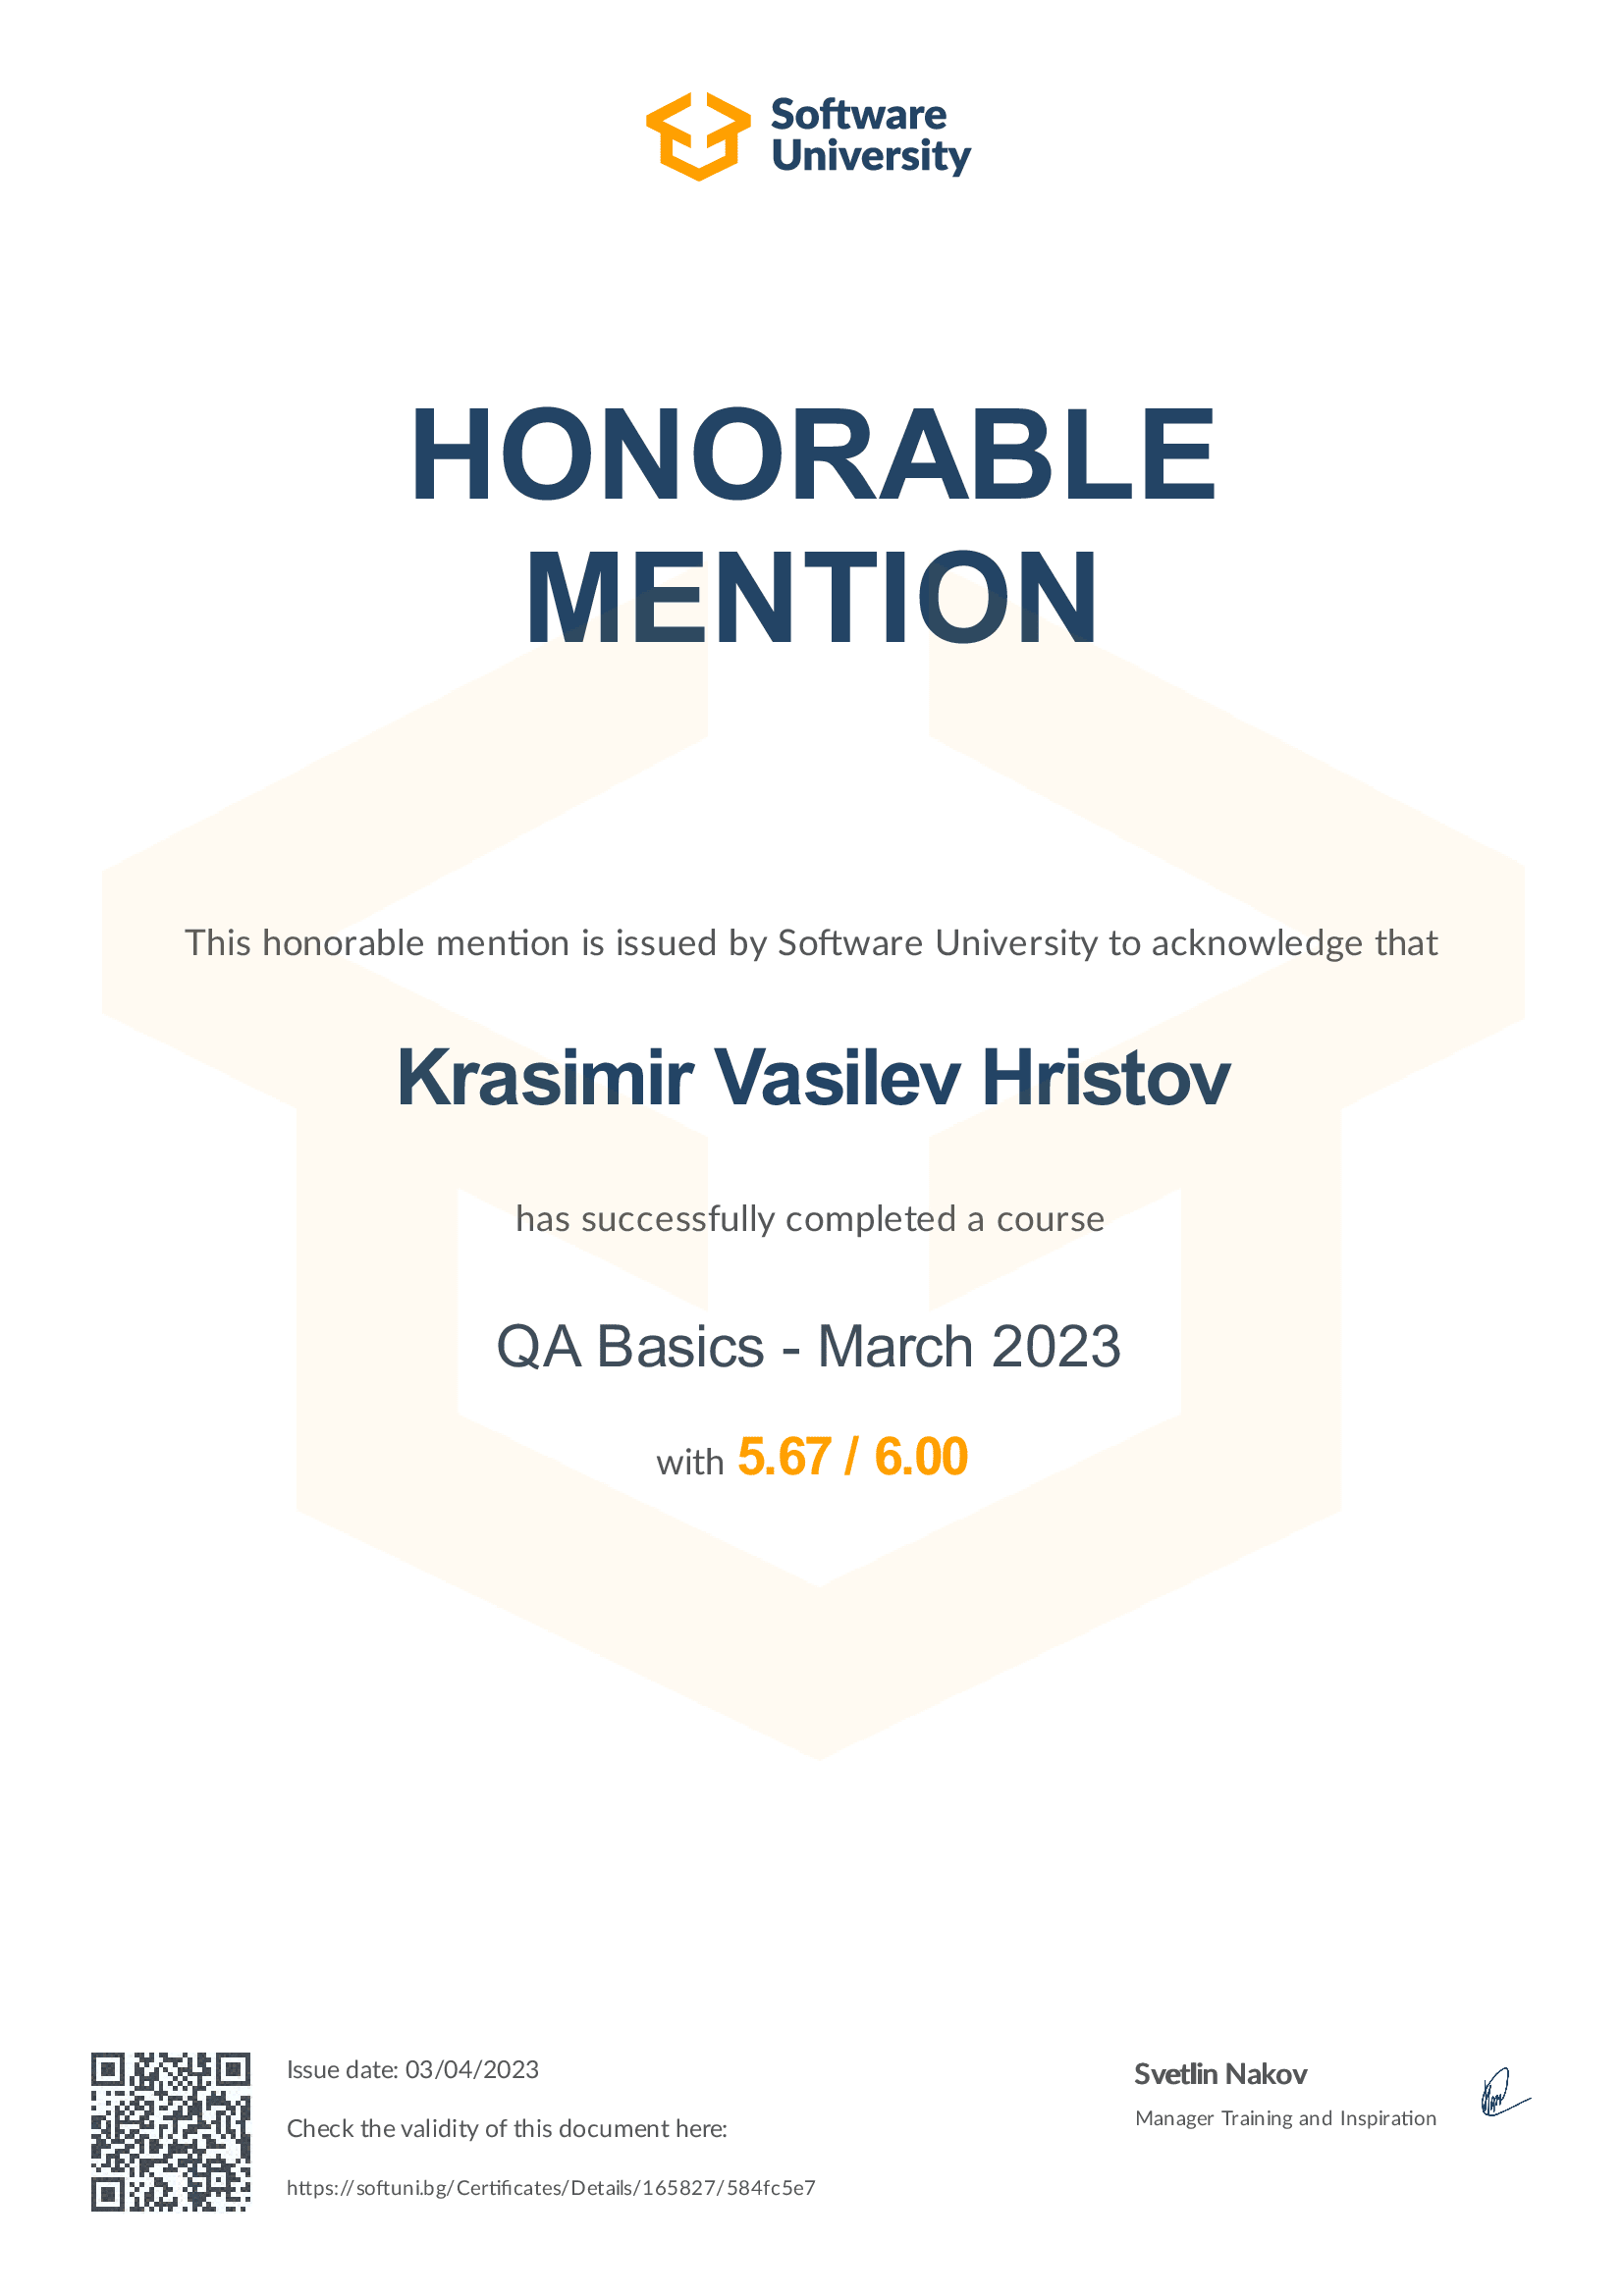 Software
University
HONORABLE
MENTION
This honorable mention is issued by Software University to acknowledge that
Krasimir Vasilev Hristov
has successfully completed a course
QA Basics - March 2023
with 5.67 / 6.00
Issue date: 03/04/2023
Check the validity of this document here:
https://softuni.bg/Certificates/Details/165827/584fc5e7
Svetlin Nakov
Manager Training and Inspiration